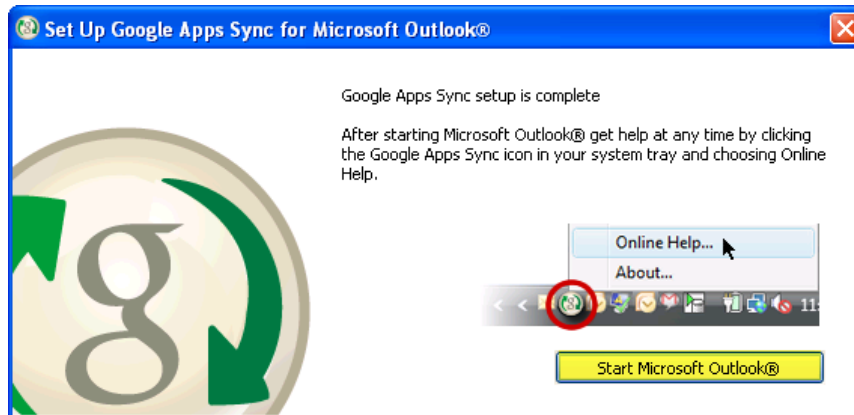 Set Up Google Apps Sync for Microsoft Outlook®
Google Apps Sync setup is complete
After starting Microsoft Outlook® get help at any time by clicking
the Google Apps Sync icon in your system tray and choosing Online
Help.
Online Help...
About...
11:
Start Microsoft Outlook®
g